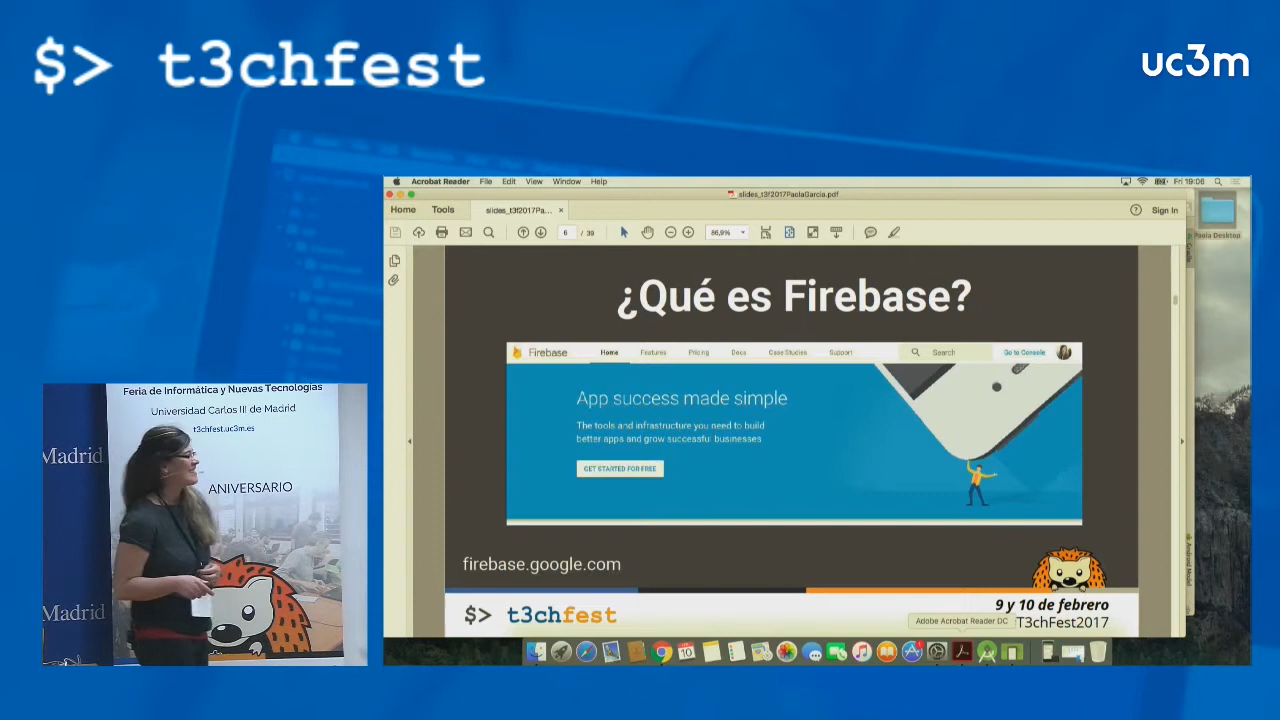 $> t3chfest
uc3m
Acrobat Reader File Edit View Window Help
Fri 19:06
slides_t3f2017PaolaGarcia.pdf
Home Tools slides_t3f2017Pa... × Sign In
6 / 39 86,9%
Paola Desktop
¿Qué es Firebase?
Firebase Home Features Pricing Docs Case Studies Support Search Go to Console
App success made simple
The tools and infrastructure you need to build
better apps and grow successful businesses
GET STARTED FOR FREE
firebase.google.com
$> t3chfest
9 y 10 de febrero
T3chFest2017
Adobe Acrobat Reader DC
Android Model
10
Feria de Informática y Nuevas Tecnologías
Universidad Carlos III de Madrid
t3chfest.uc3m.es
Madrid
ANIVERSARIO
Madrid